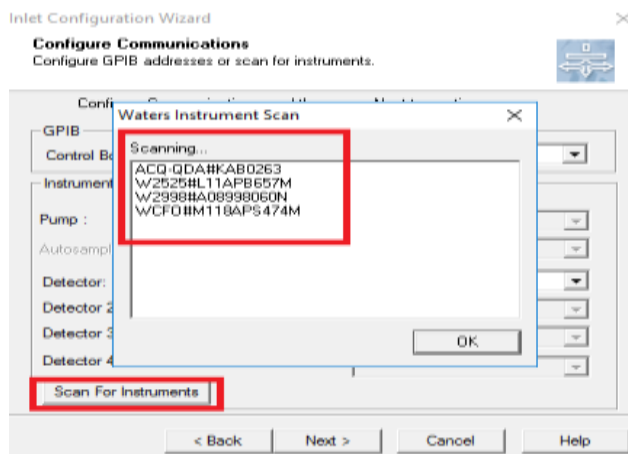 Inlet Configuration Wizard
Configure Communications
Configure GPIB addresses or scan for instruments.
Waters Instrument Scan
GPIB
Scanning...
ACQ-QDA#KAB0263
W2525#L11APB657M
W2998#A08998060N
WCFO#M118APS474M
Instrument
Pump :
Detector:
Detector 2
Detector 3
OK
Detector 4
Scan For Instruments
< Back
Next >
Cancel
Help